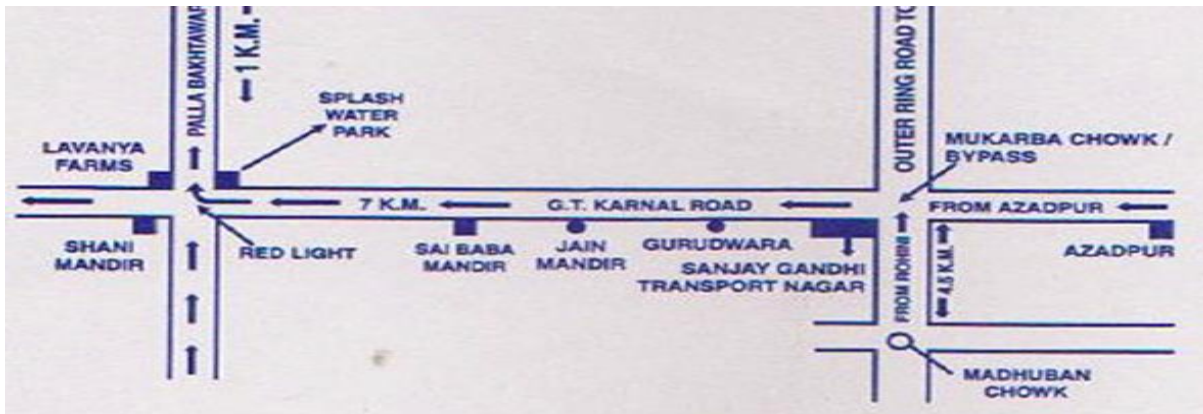 PALLA BAKHTAWAR
1 K.M.
OUTER RING ROAD TO
SPLASH
WATER
PARK
LAVANYA
FARMS
MUKARBA CHOWK /
BYPASS
7 K.M.
G.T. KARNAL ROAD
FROM AZADPUR
SHANI
MANDIR
RED LIGHT
SAI BABA
MANDIR
JAIN
MANDIR
GURUDWARA
SANJAY GANDHI
TRANSPORT NAGAR
FROM ROHINI
4.5 K.M.
AZADPUR
MADHUBAN
CHOWK